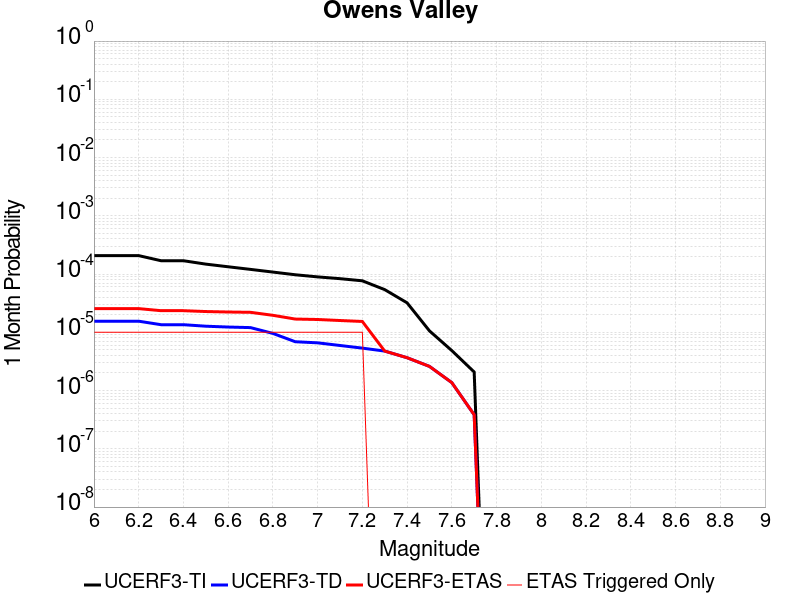 Owens Valley
1 Month Probability
10^0
10^-1
10^-2
10^-3
10^-4
10^-5
10^-6
10^-7
10^-8
6 6.2 6.4 6.6 6.8 7 7.2 7.4 7.6 7.8 8 8.2 8.4 8.6 8.8 9
Magnitude
UCERF3-TI UCERF3-TD UCERF3-ETAS ETAS Triggered Only